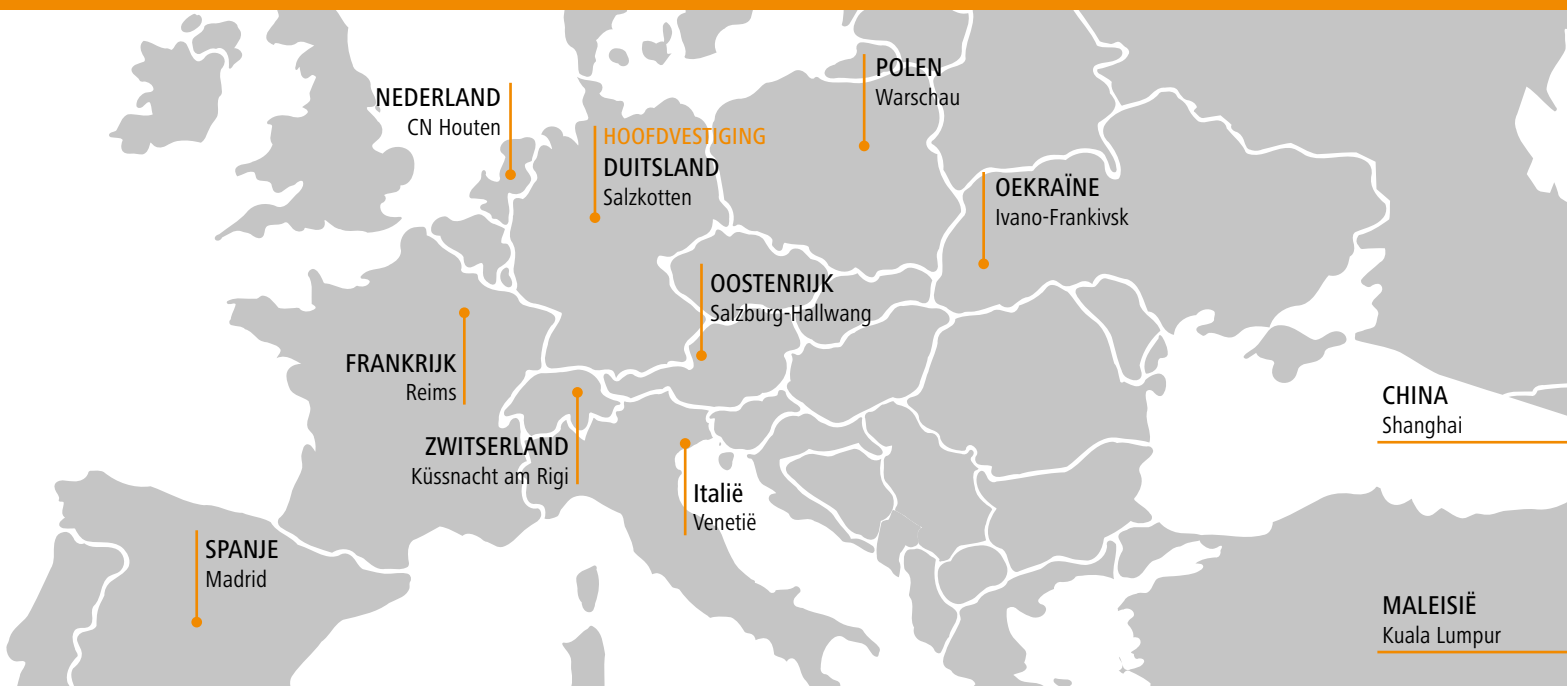 POLEN
Warschau
NEDERLAND
CN Houten
HOOFDVESTIGING
DUITSLAND
Salzkotten
OEKRAÏNE
Ivano-Frankivsk
OOSTENRIJK
Salzburg-Hallwang
FRANKRIJK
Reims
CHINA
Shanghai
ZWITSERLAND
Küssnacht am Rigi
Italië
Venetië
SPANJE
Madrid
MALEISIË
Kuala Lumpur